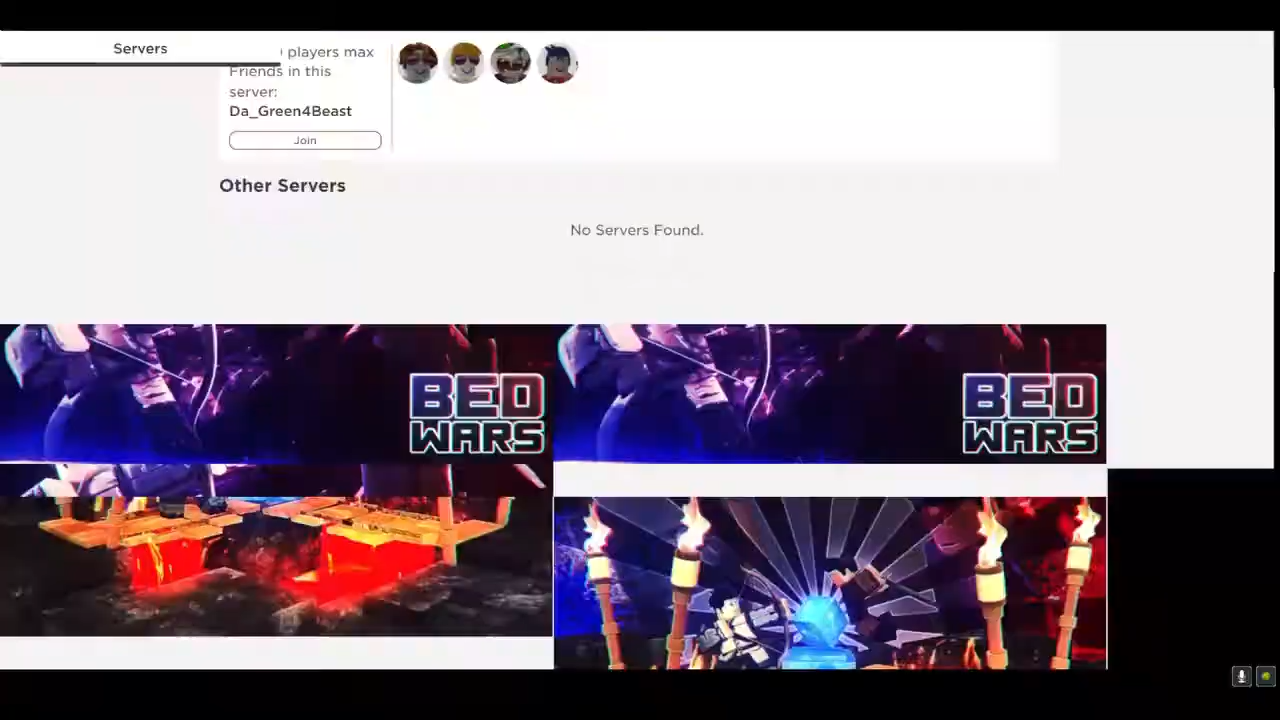 Servers
players max
Friends in this
server:
Da_Green4Beast
Join
Other Servers
No Servers Found.
BED
WARS
BED
WARS